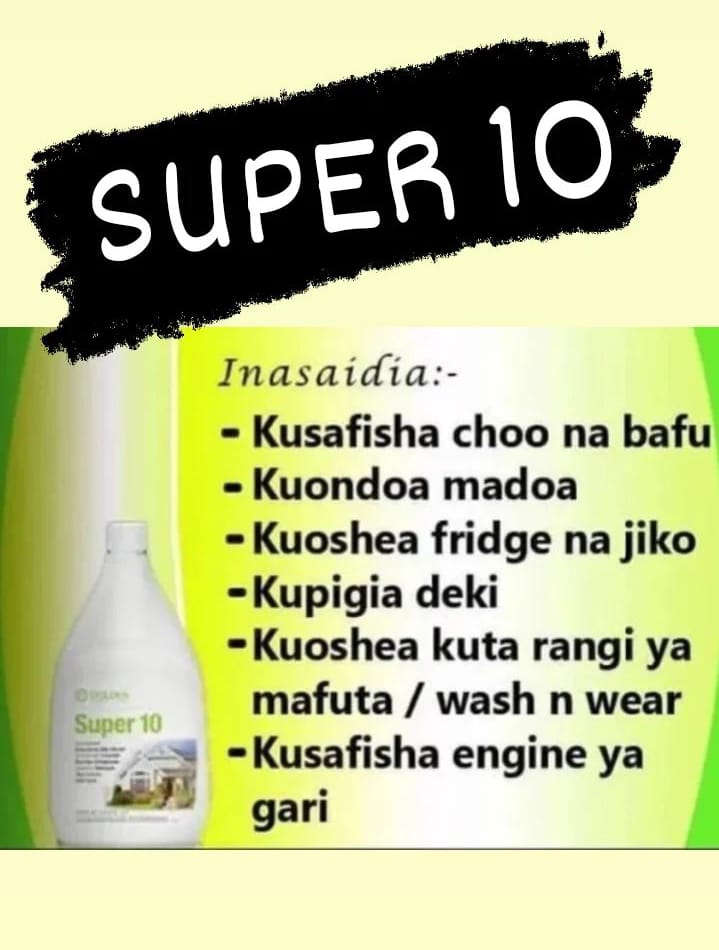 SUPER 10
Inasaidia:-
- Kusafisha choo na bafu
- Kuondoa madoa
- Kuoshea fridge na jiko
- Kupigia deki
- Kuoshea kuta rangi ya
mafuta / wash n wear
- Kusafisha engine ya
gari
GOLDEN
Super 10